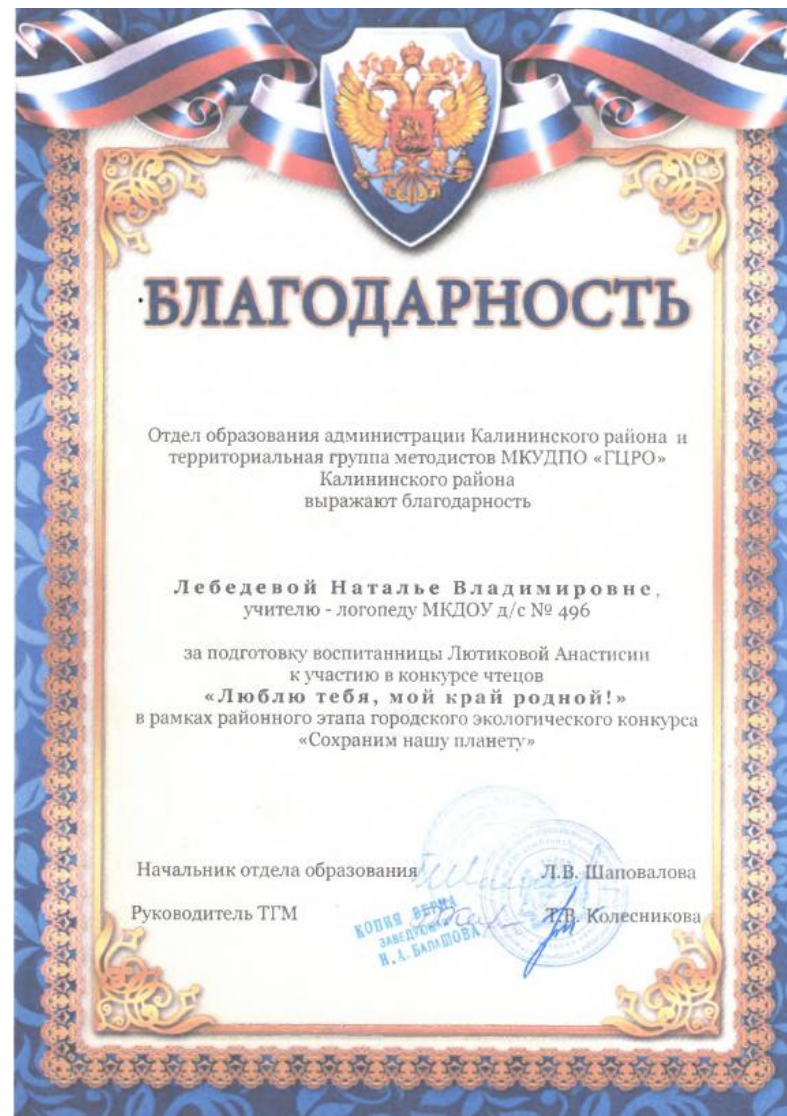 БЛАГОДАРНОСТЬ
Отдел образования администрации Калининского района и
территориальная группа методистов МКУДПО «ГЦРО»
Калининского района
выражают благодарность
Лебедевой Наталье Владимировне,
учителю - логопеду МКДОУ д/с № 496
за подготовку воспитанницы Лютиковой Анастисии
к участию в конкурсе чтецов
«Люблю тебя, мой край родной!»
в рамках районного этапа городского экологического конкурса
«Сохраним нашу планету»
Начальник отдела образования Л.В. Шаповалова
Руководитель ТГМ Т.В. Колесникова
КОПИЯ ВЕРНА
ЗАВЕДУЮЩАЯ
Н.А. БАЛАШОВА